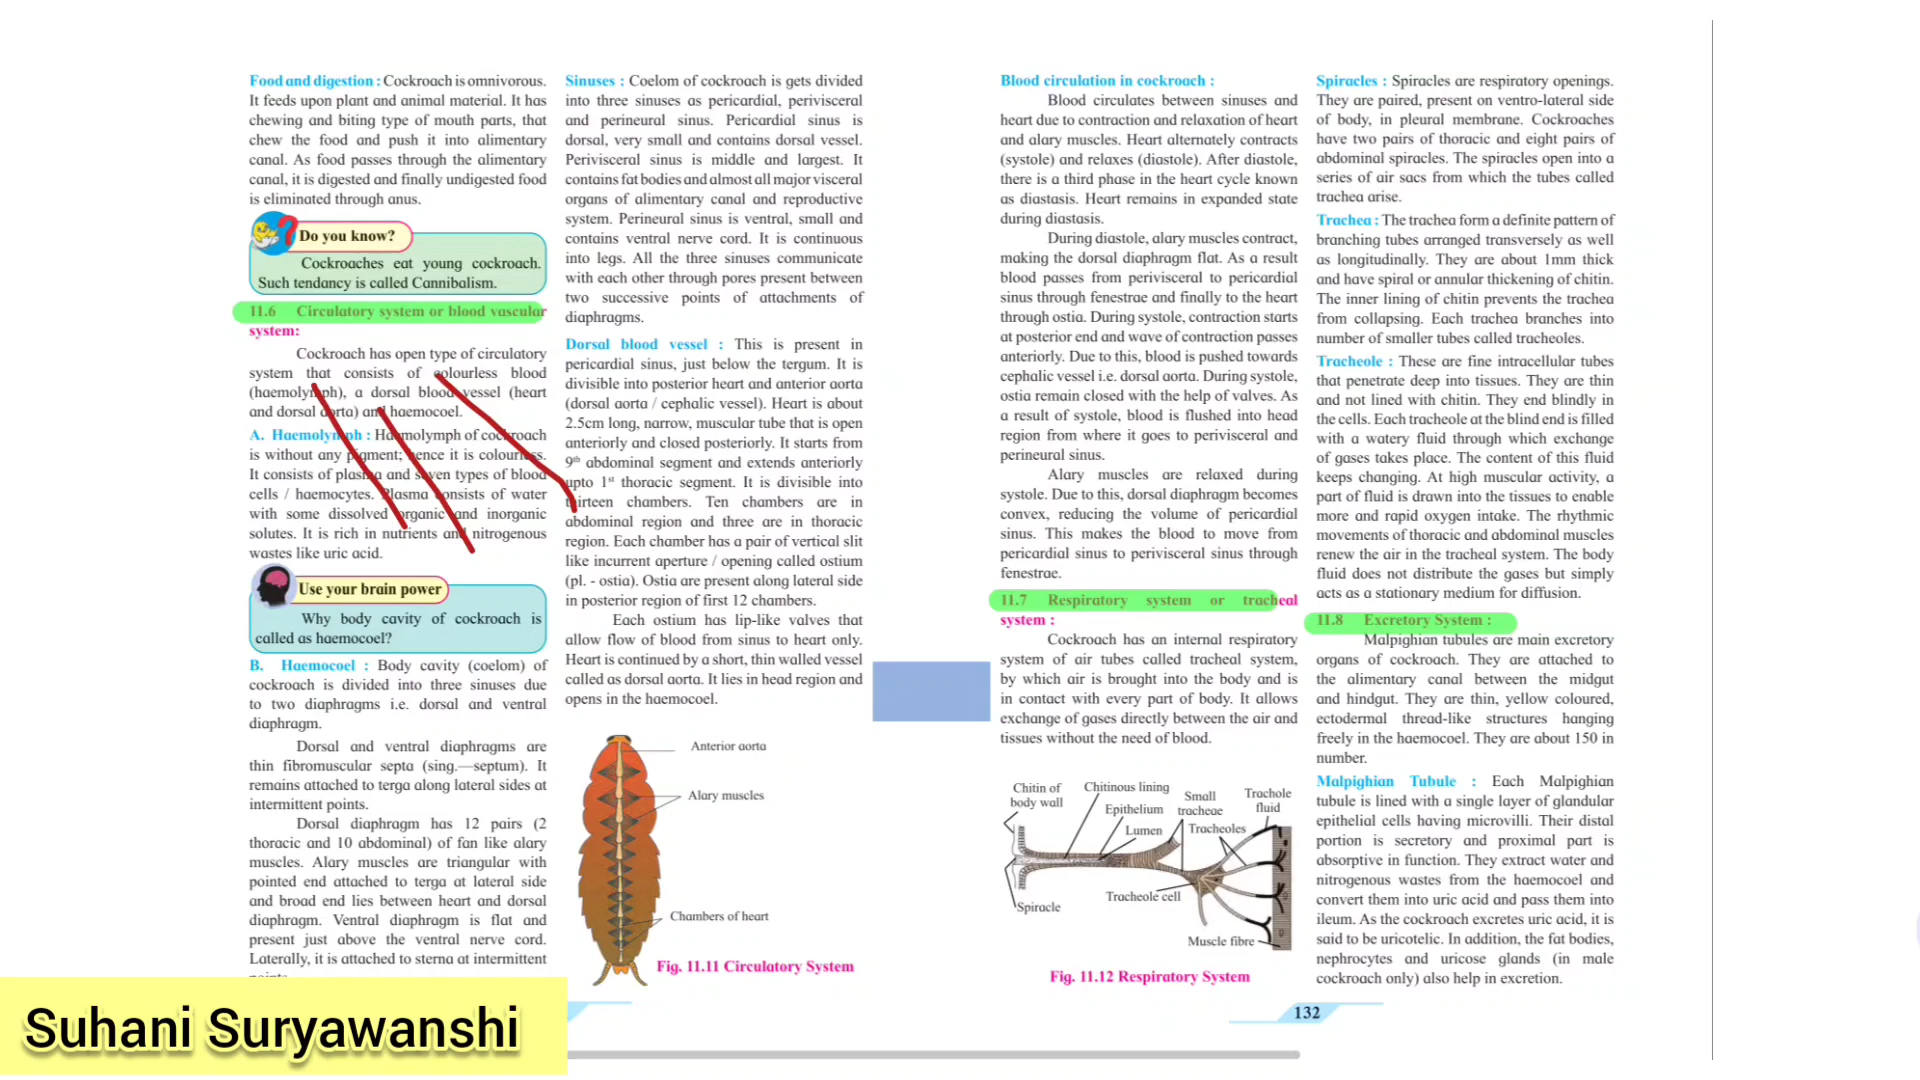 Food and digestion : Cockroach is omnivorous.
It feeds upon plant and animal material. It has
chewing and biting type of mouth parts, that
chew the food and push it into alimentary
canal. As food passes through the alimentary
canal, it is digested and finally undigested food
is eliminated through anus.
Do you know?
Cockroaches eat young cockroach.
Such tendency is called Cannibalism.
11.6 Circulatory system or blood vascular
system:
Cockroach has open type of circulatory
system that consists of colourless blood
(haemolymph), a dorsal blood vessel (heart
and dorsal aorta) and haemocoel.
A. Haemolymph : Haemolymph of cockroach
is without any pigment; hence it is colourless.
It consists of plasma and seven types of blood
cells / haemocytes. Plasma consists of water
with some dissolved organic and inorganic
solutes. It is rich in nutrients and nitrogenous
wastes like uric acid.
Use your brain power
Why body cavity of cockroach is
called as haemocoel?
B. Haemocoel : Body cavity (coelom) of
cockroach is divided into three sinuses due
to two diaphragms i.e. dorsal and ventral
diaphragm.
Dorsal and ventral diaphragms are
thin fibromuscular septa (sing.—septum). It
remains attached to terga along lateral sides at
intermittent points.
Dorsal diaphragm has 12 pairs (2
thoracic and 10 abdominal) of fan like alary
muscles. Alary muscles are triangular with
pointed end attached to terga at lateral side
and broad end lies between heart and dorsal
diaphragm. Ventral diaphragm is flat and
present just above the ventral nerve cord.
Laterally, it is attached to sterna at intermittent
Sinuses : Coelom of cockroach is gets divided
into three sinuses as pericardial, perivisceral
and perineural sinus. Pericardial sinus is
dorsal, very small and contains dorsal vessel.
Perivisceral sinus is middle and largest. It
contains fat bodies and almost all major visceral
organs of alimentary canal and reproductive
system. Perineural sinus is ventral, small and
contains ventral nerve cord. It is continuous
into legs. All the three sinuses communicate
with each other through pores present between
two successive points of attachments of
diaphragms.
Dorsal blood vessel : This is present in
pericardial sinus, just below the tergum. It is
divisible into posterior heart and anterior aorta
(dorsal aorta / cephalic vessel). Heart is about
2.5cm long, narrow, muscular tube that is open
anteriorly and closed posteriorly. It starts from
9th abdominal segment and extends anteriorly
upto 1st thoracic segment. It is divisible into
thirteen chambers. Ten chambers are in
abdominal region and three are in thoracic
region. Each chamber has a pair of vertical slit
like incurrent aperture / opening called ostium
(pl. - ostia). Ostia are present along lateral side
in posterior region of first 12 chambers.
Each ostium has lip-like valves that
allow flow of blood from sinus to heart only.
Heart is continued by a short, thin walled vessel
called as dorsal aorta. It lies in head region and
opens in the haemocoel.
Anterior aorta
Alary muscles
Chambers of heart
Fig. 11.11 Circulatory System
Blood circulation in cockroach :
Blood circulates between sinuses and
heart due to contraction and relaxation of heart
and alary muscles. Heart alternately contracts
(systole) and relaxes (diastole). After diastole,
there is a third phase in the heart cycle known
as diastasis. Heart remains in expanded state
during diastasis.
During diastole, alary muscles contract,
making the dorsal diaphragm flat. As a result
blood passes from perivisceral to pericardial
sinus through fenestrae and finally to the heart
through ostia. During systole, contraction starts
at posterior end and wave of contraction passes
anteriorly. Due to this, blood is pushed towards
cephalic vessel i.e. dorsal aorta. During systole,
ostia remain closed with the help of valves. As
a result of systole, blood is flushed into head
region from where it goes to perivisceral and
perineural sinus.
Alary muscles are relaxed during
systole. Due to this, dorsal diaphragm becomes
convex, reducing the volume of pericardial
sinus. This makes the blood to move from
pericardial sinus to perivisceral sinus through
fenestrae.
11.7 Respiratory system or tracheal
system :
Cockroach has an internal respiratory
system of air tubes called tracheal system,
by which air is brought into the body and is
in contact with every part of body. It allows
exchange of gases directly between the air and
tissues without the need of blood.
Chitin of
body wall
Chitinous lining
Epithelium
Lumen
Small
tracheae
Tracheoles
Trachole
fluid
Tracheole cell
Spiracle
Muscle fibre
Fig. 11.12 Respiratory System
Spiracles : Spiracles are respiratory openings.
They are paired, present on ventro-lateral side
of body, in pleural membrane. Cockroaches
have two pairs of thoracic and eight pairs of
abdominal spiracles. The spiracles open into a
series of air sacs from which the tubes called
trachea arise.
Trachea : The trachea form a definite pattern of
branching tubes arranged transversely as well
as longitudinally. They are about 1mm thick
and have spiral or annular thickening of chitin.
The inner lining of chitin prevents the trachea
from collapsing. Each trachea branches into
number of smaller tubes called tracheoles.
Tracheole : These are fine intracellular tubes
that penetrate deep into tissues. They are thin
and not lined with chitin. They end blindly in
the cells. Each tracheole at the blind end is filled
with a watery fluid through which exchange
of gases takes place. The content of this fluid
keeps changing. At high muscular activity, a
part of fluid is drawn into the tissues to enable
more and rapid oxygen intake. The rhythmic
movements of thoracic and abdominal muscles
renew the air in the tracheal system. The body
fluid does not distribute the gases but simply
acts as a stationary medium for diffusion.
11.8 Excretory System :
Malpighian tubules are main excretory
organs of cockroach. They are attached to
the alimentary canal between the midgut
and hindgut. They are thin, yellow coloured,
ectodermal thread-like structures hanging
freely in the haemocoel. They are about 150 in
number.
Malpighian Tubule : Each Malpighian
tubule is lined with a single layer of glandular
epithelial cells having microvilli. Their distal
portion is secretory and proximal part is
absorptive in function. They extract water and
nitrogenous wastes from the haemocoel and
convert them into uric acid and pass them into
ileum. As the cockroach excretes uric acid, it is
said to be uricotelic. In addition, the fat bodies,
nephrocytes and uricose glands (in male
cockroach only) also help in excretion.
132
Suhani Suryawanshi